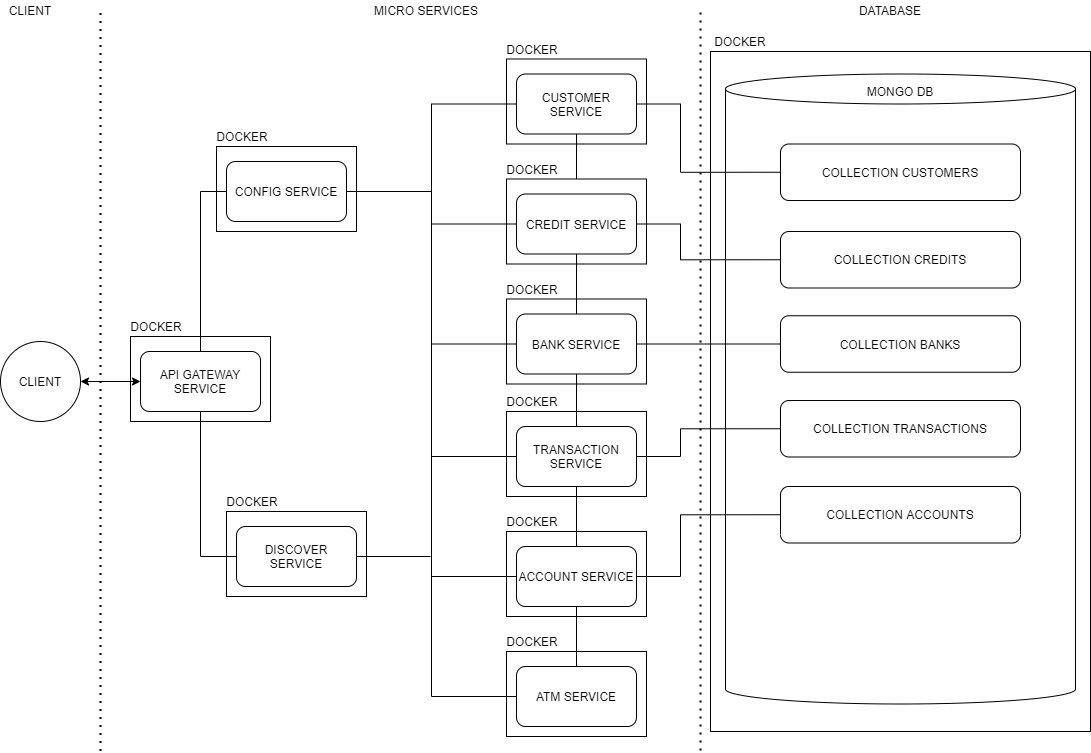 CLIENT
MICRO SERVICES
DATABASE
DOCKER
MONGO DB
DOCKER
CUSTOMER
SERVICE
DOCKER
CONFIG SERVICE
DOCKER
CREDIT SERVICE
DOCKER
BANK SERVICE
DOCKER
API GATEWAY
SERVICE
CLIENT
DOCKER
TRANSACTION
SERVICE
DOCKER
DISCOVER
SERVICE
DOCKER
ACCOUNT SERVICE
DOCKER
ATM SERVICE
COLLECTION CUSTOMERS
COLLECTION CREDITS
COLLECTION BANKS
COLLECTION TRANSACTIONS
COLLECTION ACCOUNTS